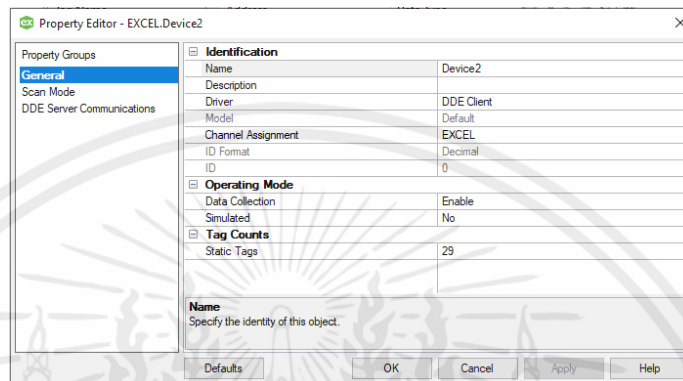 ex Property Editor - EXCEL.Device2
Property Groups
General
Scan Mode
DDE Server Communications
Identification
Name Device2
Description
Driver DDE Client
Model Default
Channel Assignment EXCEL
ID Format Decimal
ID 0
Operating Mode
Data Collection Enable
Simulated No
Tag Counts
Static Tags 29
Name
Specify the identity of this object.
Defaults OK Cancel Apply Help